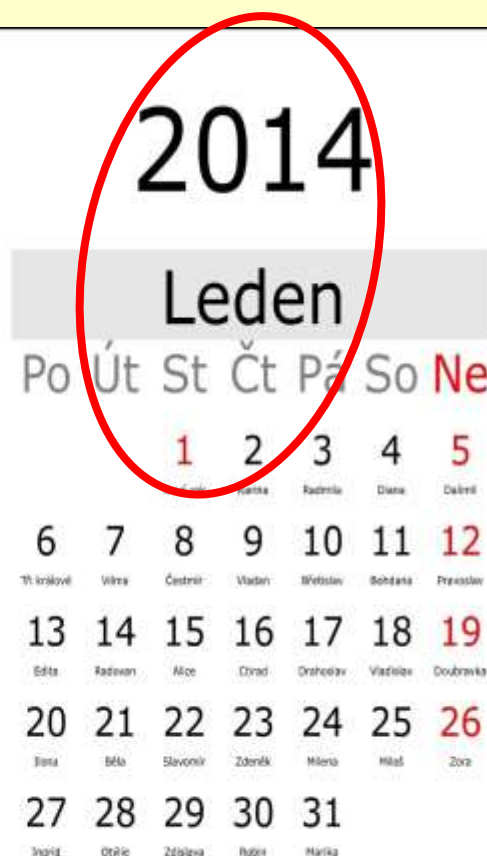 2014
Leden
Po Út St Čt Pá So Ne
1 2 3 4 5
Karina Radmila Diana Dalimil
6 7 8 9 10 11 12
Tři králové Vilma Čestmír Vladan Břetislav Bohdana Pravoslav
13 14 15 16 17 18 19
Edita Radovan Alice Ctirad Drahoslav Vladislav Doubravka
20 21 22 23 24 25 26
Ilona Běla Slavomír Zdeněk Milena Miloš Zora
27 28 29 30 31
Ingrid Otýlie Zdislava Robin Marika